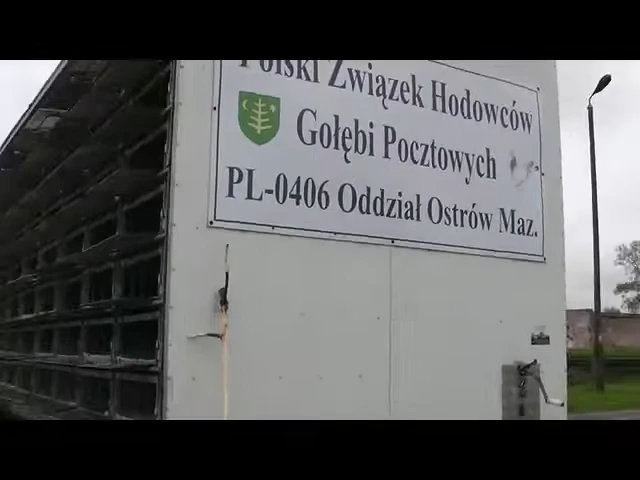 Polski Związek Hodowców
Gołębi Pocztowych
PL-0406 Oddział Ostrów Maz.